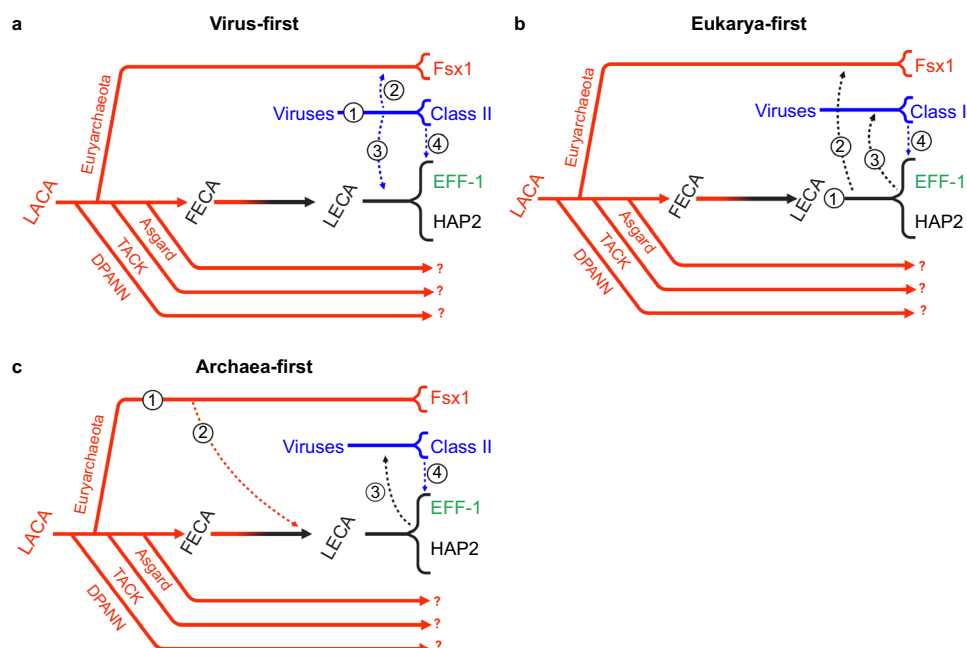 a Virus-first
Fsx1
Euryarchaeota
②
Viruses ① Class II
③ ④
EFF-1
LACA FECA LECA
HAP2
Asgard
TACK
DPANN
?
?
?
b Eukarya-first
Fsx1
Euryarchaeota
Viruses Class I
② ③ ④
EFF-1
LACA FECA LECA ①
HAP2
Asgard
TACK
DPANN
?
?
?
c Archaea-first
① Fsx1
Euryarchaeota
②
Viruses Class II
③ ④
EFF-1
LACA FECA LECA
HAP2
Asgard
TACK
DPANN
?
?
?